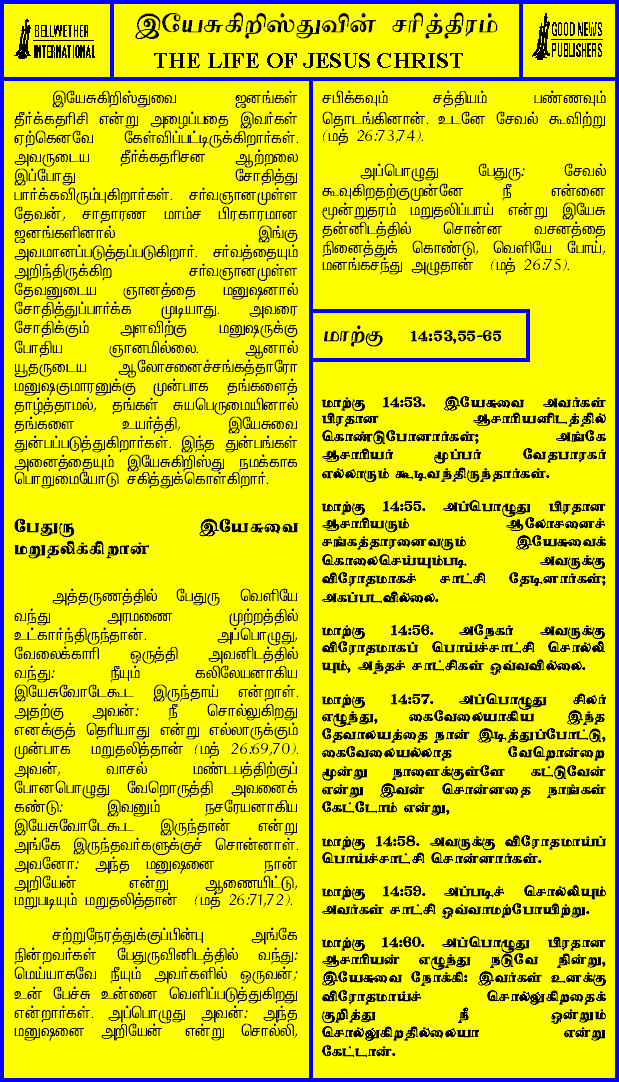 BELLWETHER
INTERNATIONAL
இயேசுகிறிஸ்துவின் சரித்திரம்
THE LIFE OF JESUS CHRIST
GOOD NEWS
PUBLISHERS
இயேசுகிறிஸ்துவை ஜனங்கள்
தீர்க்கதரிசி என்று அழைப்பதை இவர்கள்
ஏற்கெனவே கேள்விப்பட்டிருக்கிறார்கள்.
அவருடைய தீர்க்கதரிசன ஆற்றலை
இப்போது சோதித்து
பார்க்கவிரும்புகிறார்கள். சர்வஞானமுள்ள
தேவன், சாதாரண மாம்ச பிரகாரமான
ஜனங்களினால் இங்கு
அவமானப்படுத்தப்படுகிறார். சர்வத்தையும்
அறிந்திருக்கிற சர்வஞானமுள்ள
தேவனுடைய ஞானத்தை மனுஷனால்
சோதித்துப்பார்க்க முடியாது. அவரை
சோதிக்கும் அளவிற்கு மனுஷருக்கு
போதிய ஞானமில்லை. ஆனால்
யூதருடைய ஆலோசனைச்சங்கத்தாரோ
மனுஷகுமாரனுக்கு முன்பாக தங்களைத்
தாழ்த்தாமல், தங்கள் சுயபெருமையினால்
தங்களை உயர்த்தி, இயேசுவை
துன்பப்படுத்துகிறார்கள். இந்த துன்பங்கள்
அனைத்தையும் இயேசுகிறிஸ்து நமக்காக
பொறுமையோடு சகித்துக்கொள்கிறார்.
பேதுரு இயேசுவை
மறுதலிக்கிறான்
அத்தருணத்தில் பேதுரு வெளியே
வந்து அரமனை முற்றத்தில்
உட்கார்ந்திருந்தான். அப்பொழுது,
வேலைக்காரி ஒருத்தி அவனிடத்தில்
வந்து: நீயும் கலிலேயனாகிய
இயேசுவோடேகூட இருந்தாய் என்றாள்.
அதற்கு அவன்: நீ சொல்லுகிறது
எனக்குத் தெரியாது என்று எல்லாருக்கும்
முன்பாக மறுதலித்தான் (மத் 26:69,70).
அவன், வாசல் மண்டபத்திற்குப்
போனபொழுது வேறொருத்தி அவனைக்
கண்டு: இவனும் நசரேயனாகிய
இயேசுவோடேகூட இருந்தான் என்று
அங்கே இருந்தவர்களுக்குச் சொன்னாள்.
அவனோ: அந்த மனுஷனை நான்
அறியேன் என்று ஆணையிட்டு,
மறுபடியும் மறுதலித்தான் (மத் 26:71,72).
சற்றுநேரத்துக்குப்பின்பு அங்கே
நின்றவர்கள் பேதுருவினிடத்தில் வந்து:
மெய்யாகவே நீயும் அவர்களில் ஒருவன்;
உன் பேச்சு உன்னை வெளிப்படுத்துகிறது
என்றார்கள். அப்பொழுது அவன்: அந்த
மனுஷனை அறியேன் என்று சொல்லி,
சபிக்கவும் சத்தியம் பண்ணவும்
தொடங்கினான். உடனே சேவல் கூவிற்று
(மத் 26:73,74).
அப்பொழுது பேதுரு: சேவல்
கூவுகிறதற்குமுன்னே நீ என்னை
மூன்றுதரம் மறுதலிப்பாய் என்று இயேசு
தன்னிடத்தில் சொன்ன வசனத்தை
நினைத்துக் கொண்டு, வெளியே போய்,
மனங்கசந்து அழுதான் (மத் 26:75).
மாற்கு 14:53,55-65
மாற்கு 14:53. இயேசுவை அவர்கள்
பிரதான ஆசாரியனிடத்தில்
கொண்டுபோனார்கள்; அங்கே
ஆசாரியர் மூப்பர் வேதபாரகர்
எல்லாரும் கூடிவந்திருந்தார்கள்.
மாற்கு 14:55. அப்பொழுது பிரதான
ஆசாரியரும் ஆலோசனைச்
சங்கத்தாரனைவரும் இயேசுவைக்
கொலைசெய்யும்படி அவருக்கு
விரோதமாகச் சாட்சி தேடினார்கள்;
அகப்படவில்லை.
மாற்கு 14:56. அநேகர் அவருக்கு
விரோதமாகப் பொய்ச்சாட்சி சொல்லி
யும், அந்தச் சாட்சிகள் ஒவ்வவில்லை.
மாற்கு 14:57. அப்பொழுது சிலர்
எழுந்து, கைவேலையாகிய இந்த
தேவாலயத்தை நான் இடித்துப்போட்டு,
கைவேலையல்லாத வேறொன்றை
மூன்று நாளைக்குள்ளே கட்டுவேன்
என்று இவன் சொன்னதை நாங்கள்
கேட்டோம் என்று,
மாற்கு 14:58. அவருக்கு விரோதமாய்ப்
பொய்ச்சாட்சி சொன்னார்கள்.
மாற்கு 14:59. அப்படிச் சொல்லியும்
அவர்கள் சாட்சி ஒவ்வாமற்போயிற்று.
மாற்கு 14:60. அப்பொழுது பிரதான
ஆசாரியன் எழுந்து நடுவே நின்று,
இயேசுவை நோக்கி: இவர்கள் உனக்கு
விரோதமாய்ச் சொல்லுகிறதைக்
குறித்து நீ ஒன்றும்
சொல்லுகிறதில்லையா என்று
கேட்டான்.